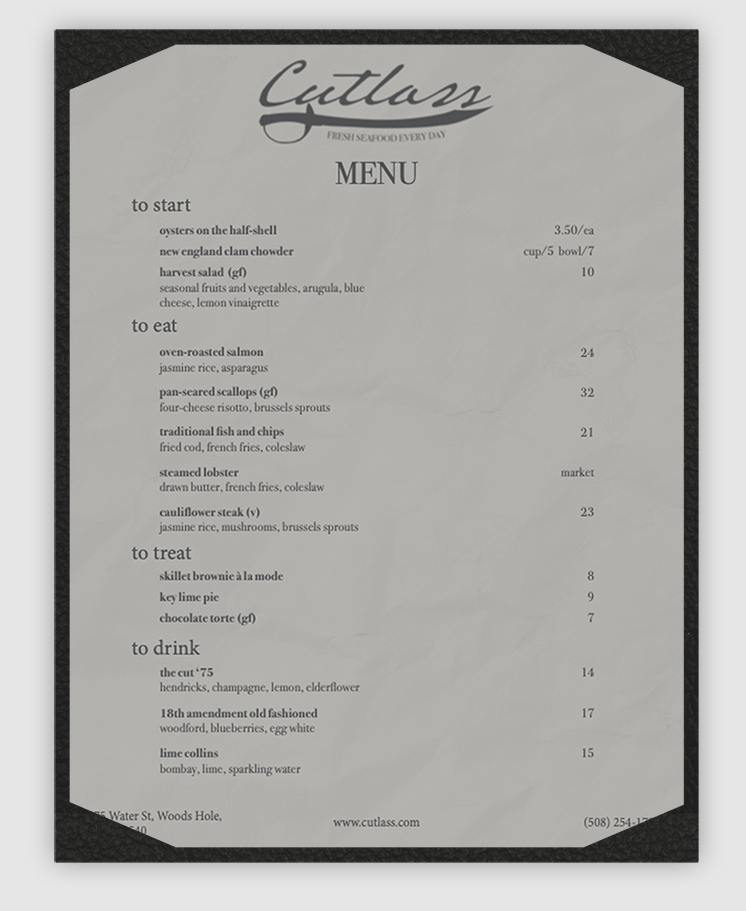 Cutlass
FRESH SEAFOOD EVERY DAY
MENU
to start
oysters on the half-shell 3.50/ea
new england clam chowder cup/5 bowl/7
harvest salad (gf) 10
seasonal fruits and vegetables, arugula, blue
cheese, lemon vinaigrette
to eat
oven-roasted salmon 24
jasmine rice, asparagus
pan-seared scallops (gf) 32
four-cheese risotto, brussels sprouts
traditional fish and chips 21
fried cod, french fries, coleslaw
steamed lobster market
drawn butter, french fries, coleslaw
cauliflower steak (v) 23
jasmine rice, mushrooms, brussels sprouts
to treat
skillet brownie à la mode 8
key lime pie 9
chocolate torte (gf) 7
to drink
the cut ‘75 14
hendricks, champagne, lemon, elderflower
18th amendment old fashioned 17
woodford, blueberries, egg white
lime collins 15
bombay, lime, sparkling water
Water St, Woods Hole, www.cutlass.com (508) 254-